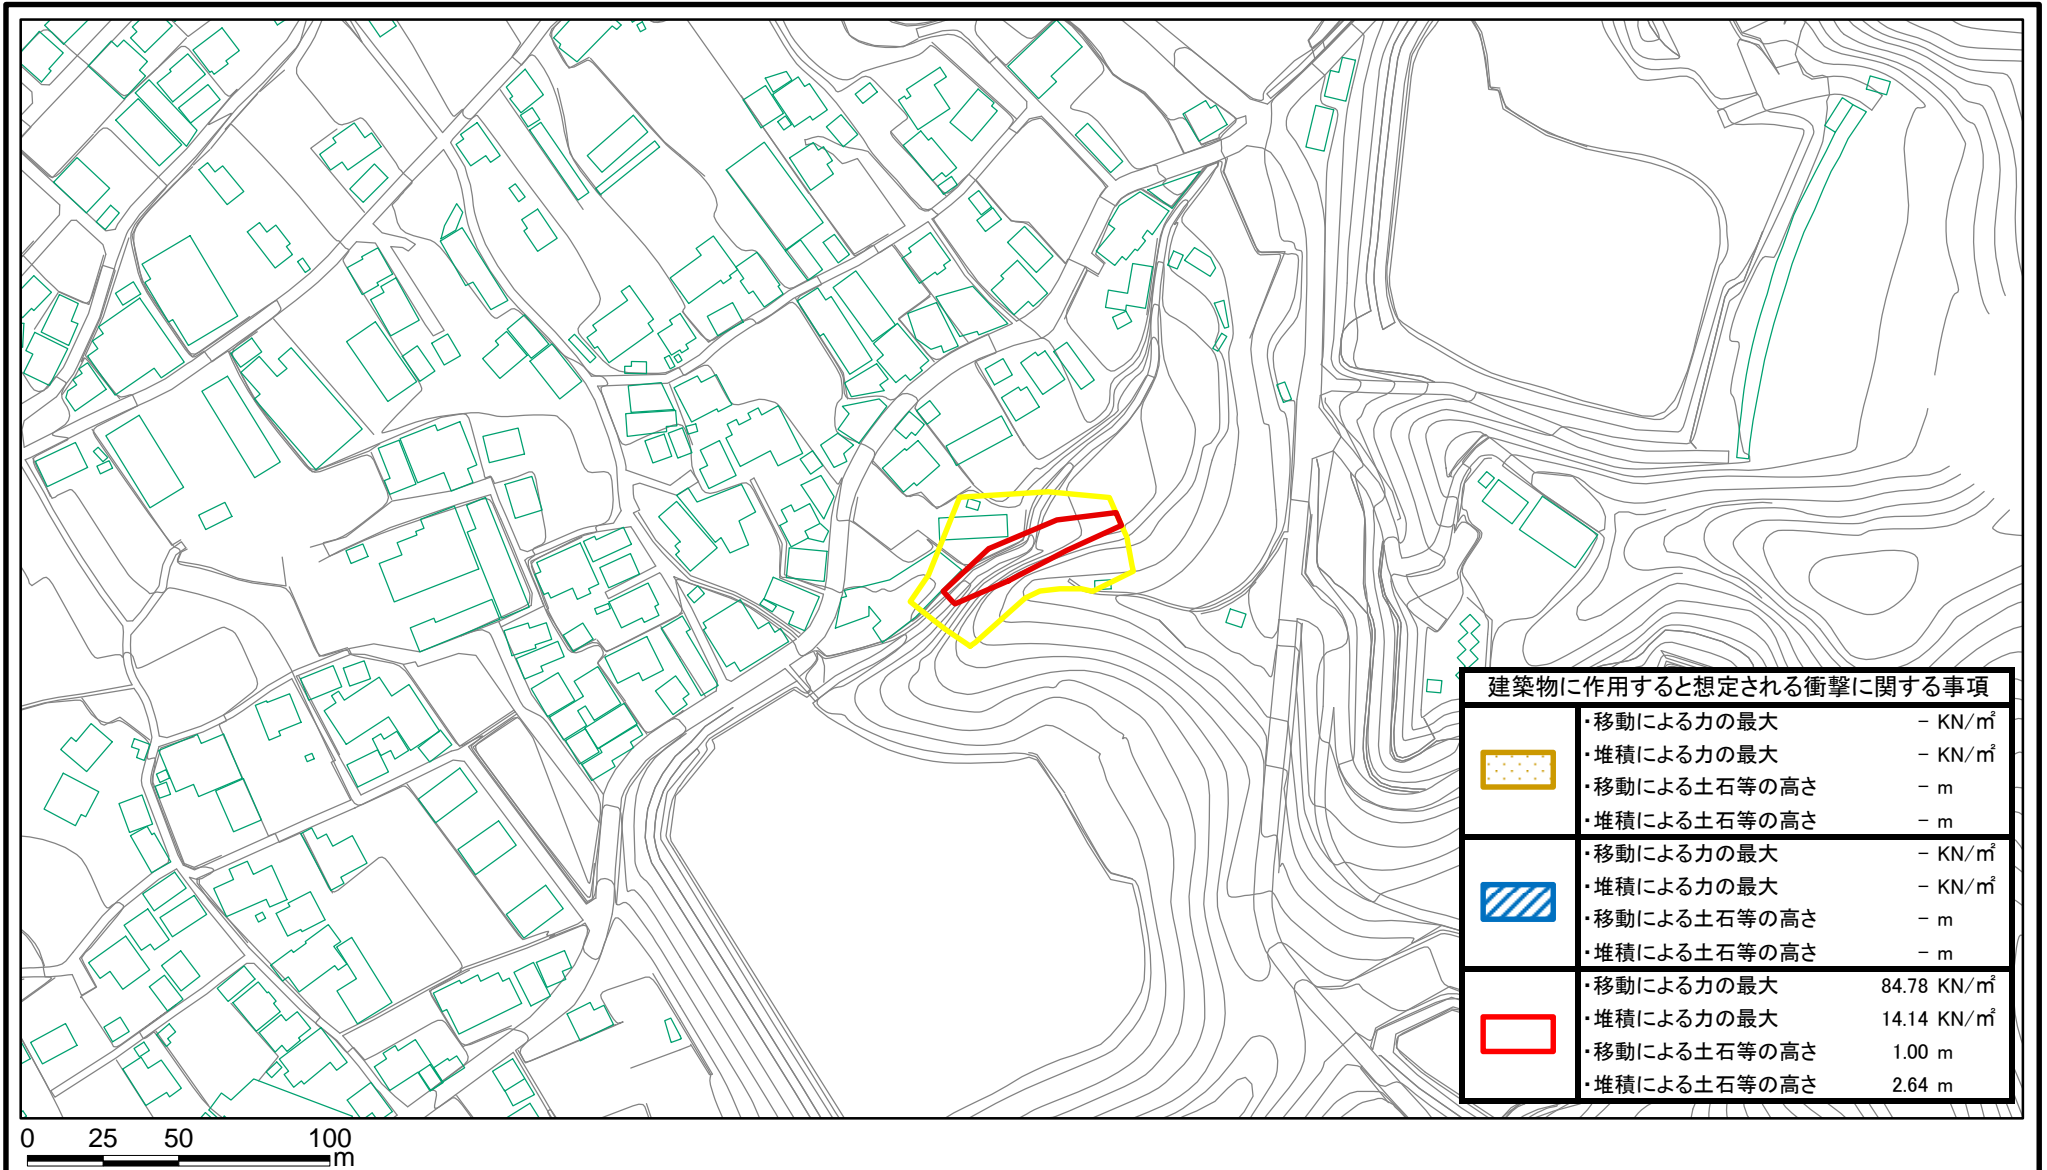 建築物に作用すると想定される衝撃に関する事項
・移動による力の最大 － KN/㎡
・堆積による力の最大 － KN/㎡
・移動による土石等の高さ － m
・堆積による土石等の高さ － m
・移動による力の最大 － KN/㎡
・堆積による力の最大 － KN/㎡
・移動による土石等の高さ － m
・堆積による土石等の高さ － m
・移動による力の最大 84.78 KN/㎡
・堆積による力の最大 14.14 KN/㎡
・移動による土石等の高さ 1.00 m
・堆積による土石等の高さ 2.64 m
0 25 50 100
m